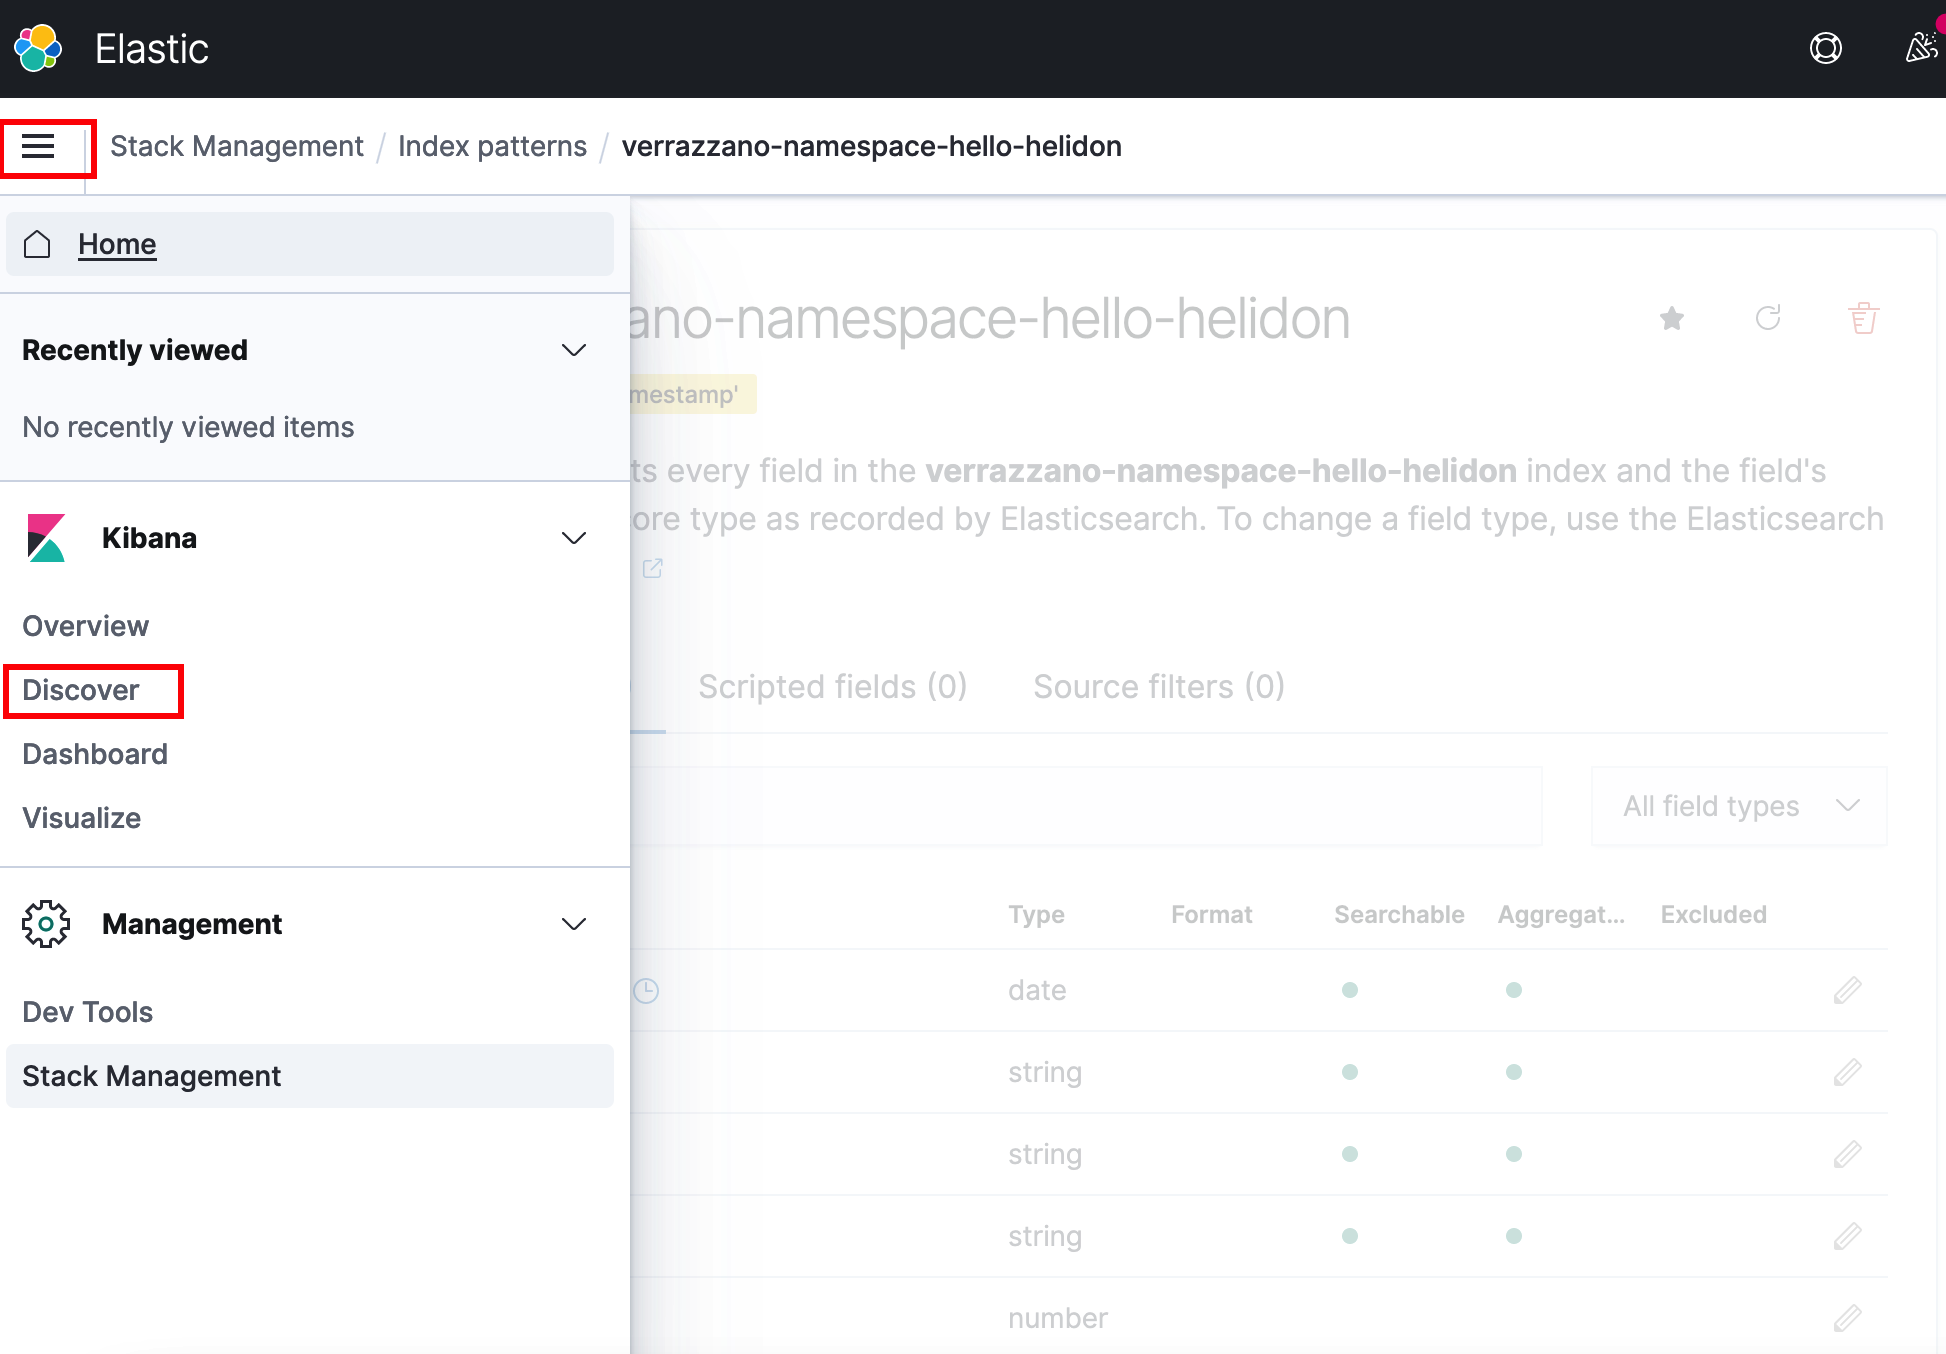 Elastic
Stack Management / Index patterns / verrazzano-namespace-hello-helidon
Home
Recently viewed
No recently viewed items
Kibana
Overview
Discover
Dashboard
Visualize
Management
Dev Tools
Stack Management
ano-namespace-hello-helidon
mestamp'
ts every field in the verrazzano-namespace-hello-helidon index and the field's
ore type as recorded by Elasticsearch. To change a field type, use the Elasticsearch
Scripted fields (0) Source filters (0)
All field types
Type Format Searchable Aggregat... Excluded
date
string
string
string
number